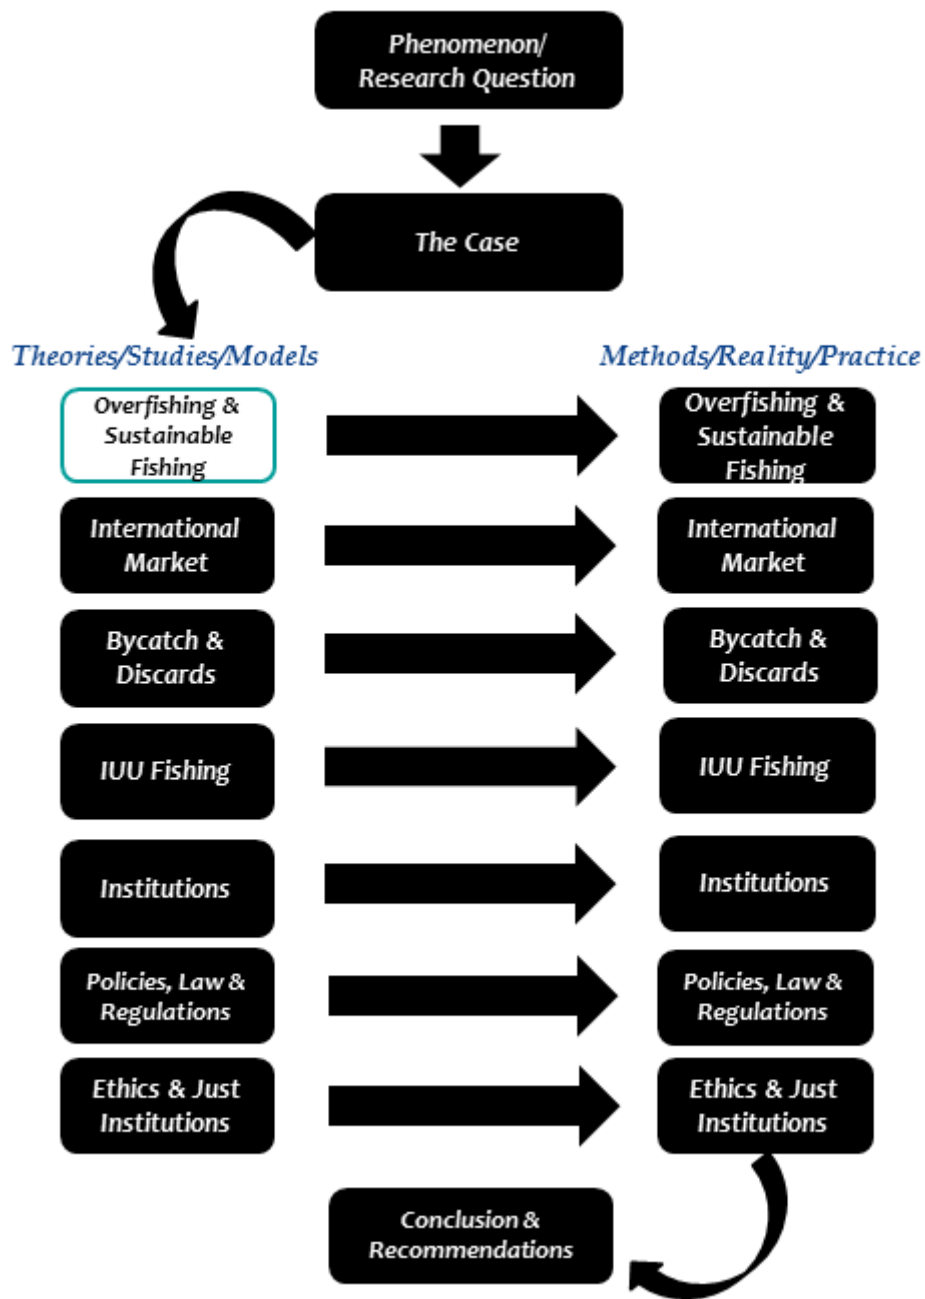 Phenomenon/
Research Question
The Case
Theories/Studies/Models
Methods/Reality/Practice
Overfishing &
Sustainable
Fishing
Overfishing &
Sustainable
Fishing
International
Market
International
Market
Bycatch &
Discards
Bycatch &
Discards
IUU Fishing
IUU Fishing
Institutions
Institutions
Policies, Law &
Regulations
Policies, Law &
Regulations
Ethics & Just
Institutions
Ethics & Just
Institutions
Conclusion &
Recommendations